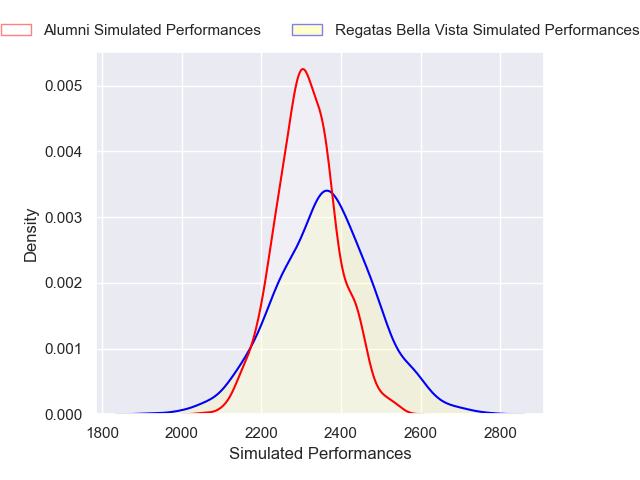 Alumni Simulated Performances
Regatas Bella Vista Simulated Performances
0.005
0.004
0.003
0.002
0.001
0.000
Density
1800 2000 2200 2400 2600 2800
Simulated Performances